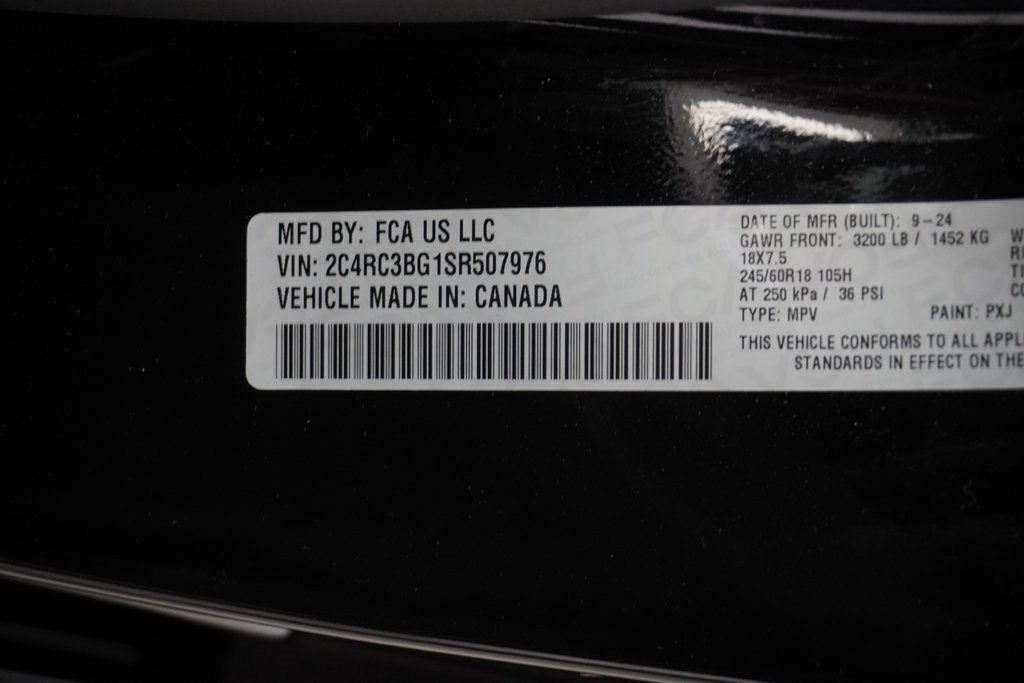 MFD BY: FCA US LLC
VIN: 2C4RC3BG1SR507976
VEHICLE MADE IN: CANADA
DATE OF MFR (BUILT): 9-24
GAWR FRONT: 3200 LB / 1452 KG
18X7.5
245/60R18 105H
AT 250 kPa / 36 PSI
TYPE: MPV PAINT: PXJ
THIS VEHICLE CONFORMS TO ALL
STANDARDS IN EFFECT ON THE